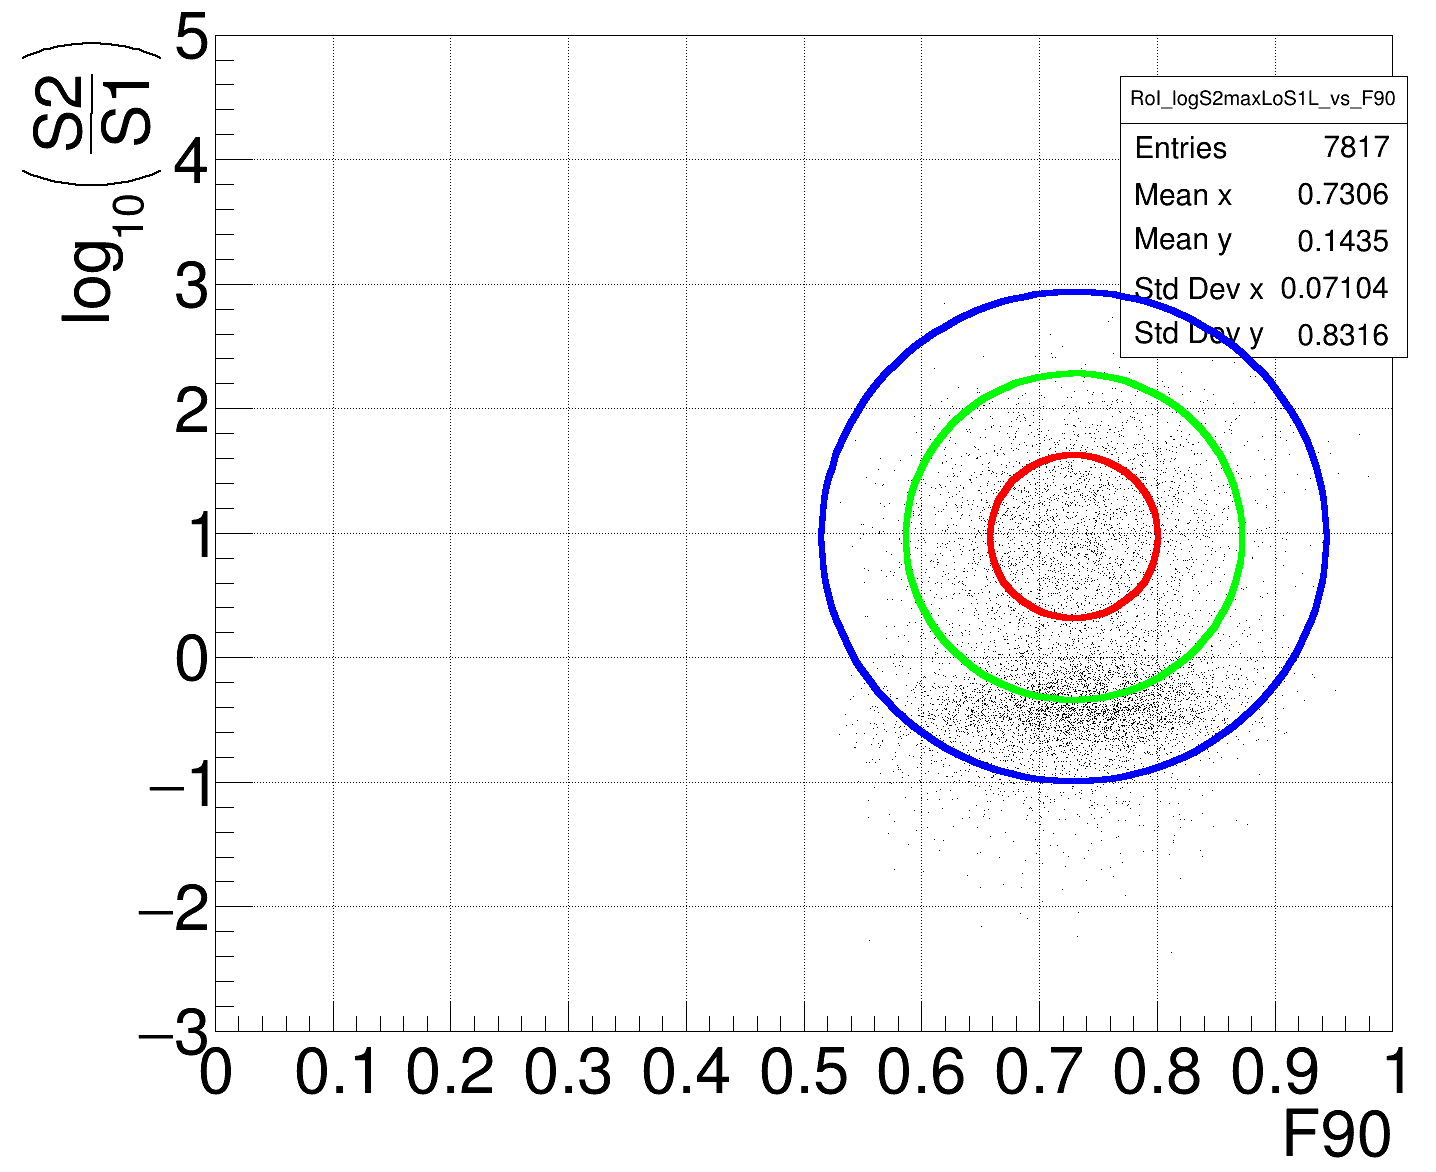 log10 (S2/S1)
5
4
3
2
1
0
−1
−2
−3
RoI_logS2maxLoS1L_vs_F90
Entries 7817
Mean x 0.7306
Mean y 0.1435
Std Dev x 0.07104
Std Dev y 0.8316
0 0.1 0.2 0.3 0.4 0.5 0.6 0.7 0.8 0.9 1
F90